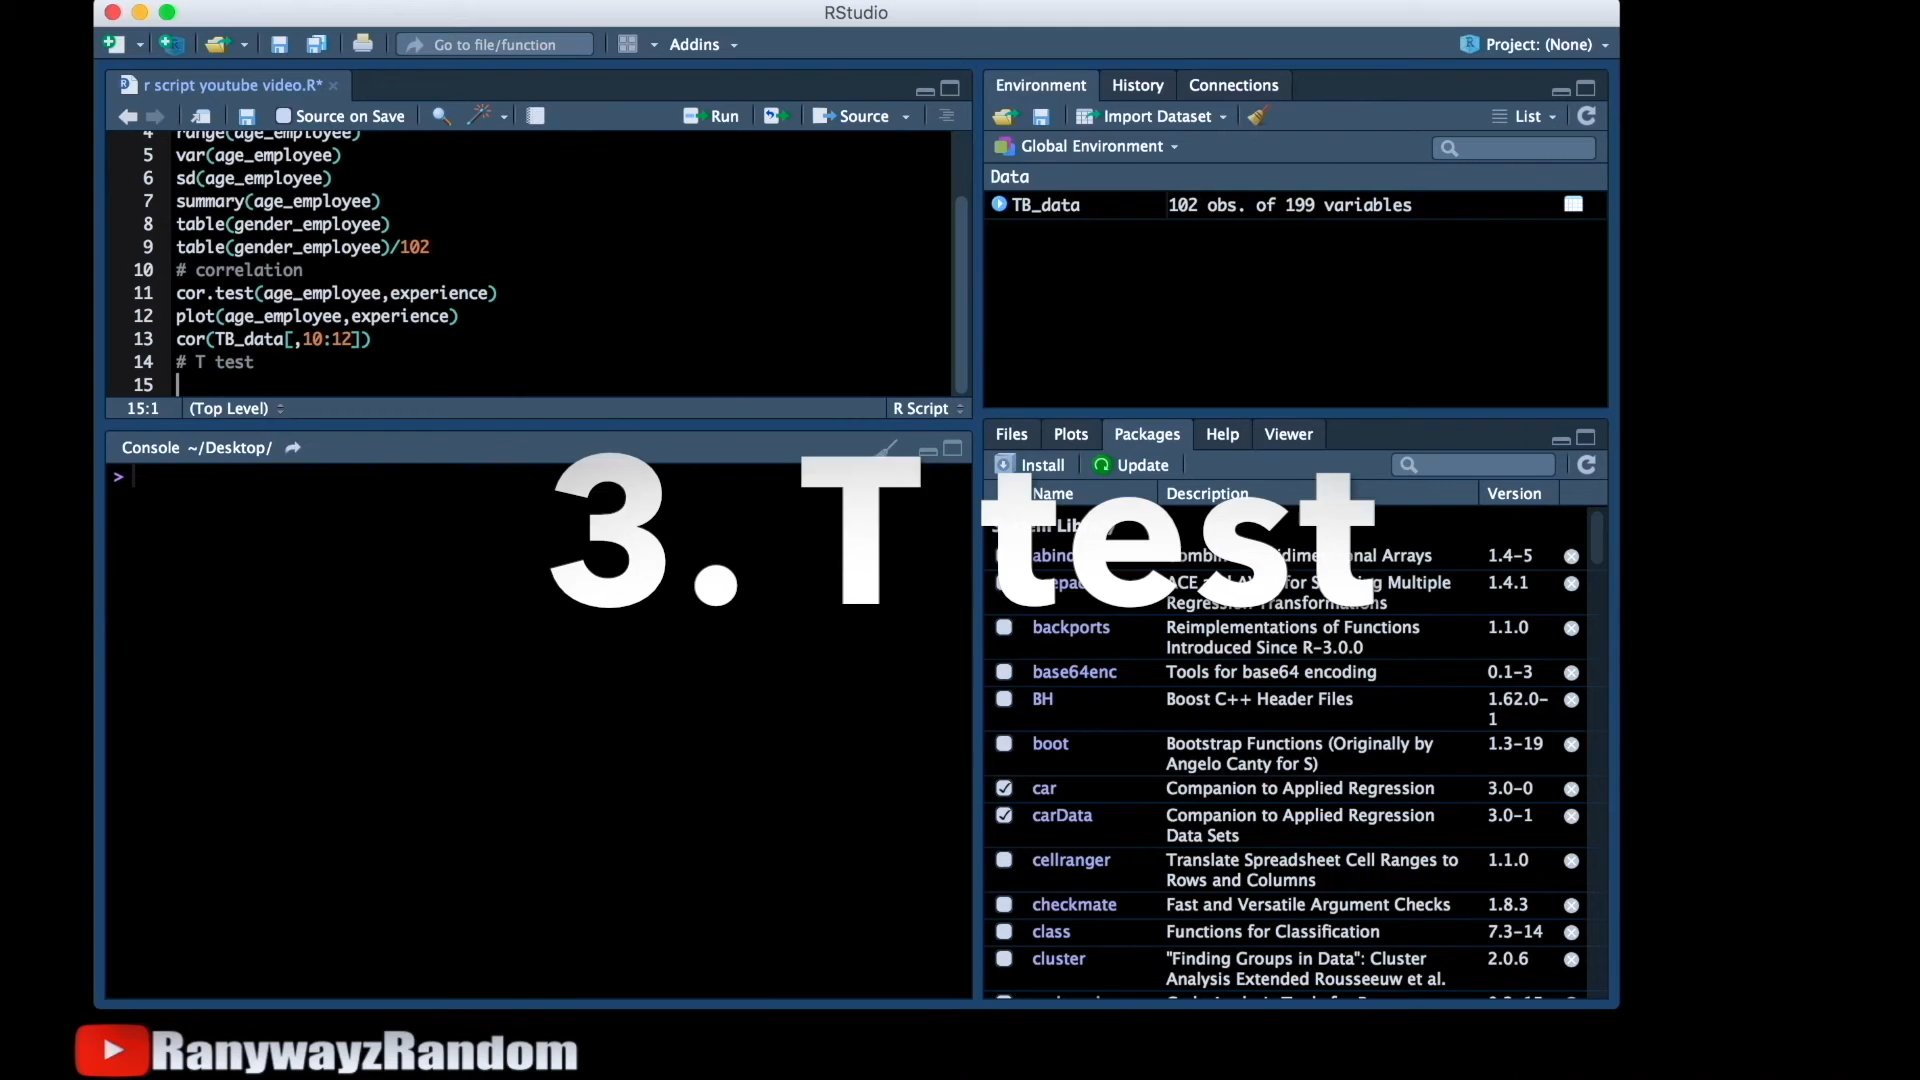 RStudio
Go to file/function
Addins
Project: (None)
r script youtube video.R*
Source on Save
Run
Source
4 range(age_employee)
5 var(age_employee)
6 sd(age_employee)
7 summary(age_employee)
8 table(gender_employee)
9 table(gender_employee)/102
10 # correlation
11 cor.test(age_employee,experience)
12 plot(age_employee,experience)
13 cor(TB_data[,10:12])
14 # T test
15
15:1 (Top Level) R Script
Console ~/Desktop/
>
Environment History Connections
Import Dataset List
Global Environment
Data
TB_data 102 obs. of 199 variables
Files Plots Packages Help Viewer
Install Update
Name Description Version
3. T test
abind Arrays 1.4-5
ACE Multiple 1.4.1
Regression Transformations
backports Reimplementations of Functions 1.1.0
Introduced Since R-3.0.0
base64enc Tools for base64 encoding 0.1-3
BH Boost C++ Header Files 1.62.0-
1
boot Bootstrap Functions (Originally by 1.3-19
Angelo Canty for S)
car Companion to Applied Regression 3.0-0
carData Companion to Applied Regression 3.0-1
Data Sets
cellranger Translate Spreadsheet Cell Ranges to 1.1.0
Rows and Columns
checkmate Fast and Versatile Argument Checks 1.8.3
class Functions for Classification 7.3-14
cluster "Finding Groups in Data": Cluster 2.0.6
Analysis Extended Rousseeuw et al.
RanywayzRandom